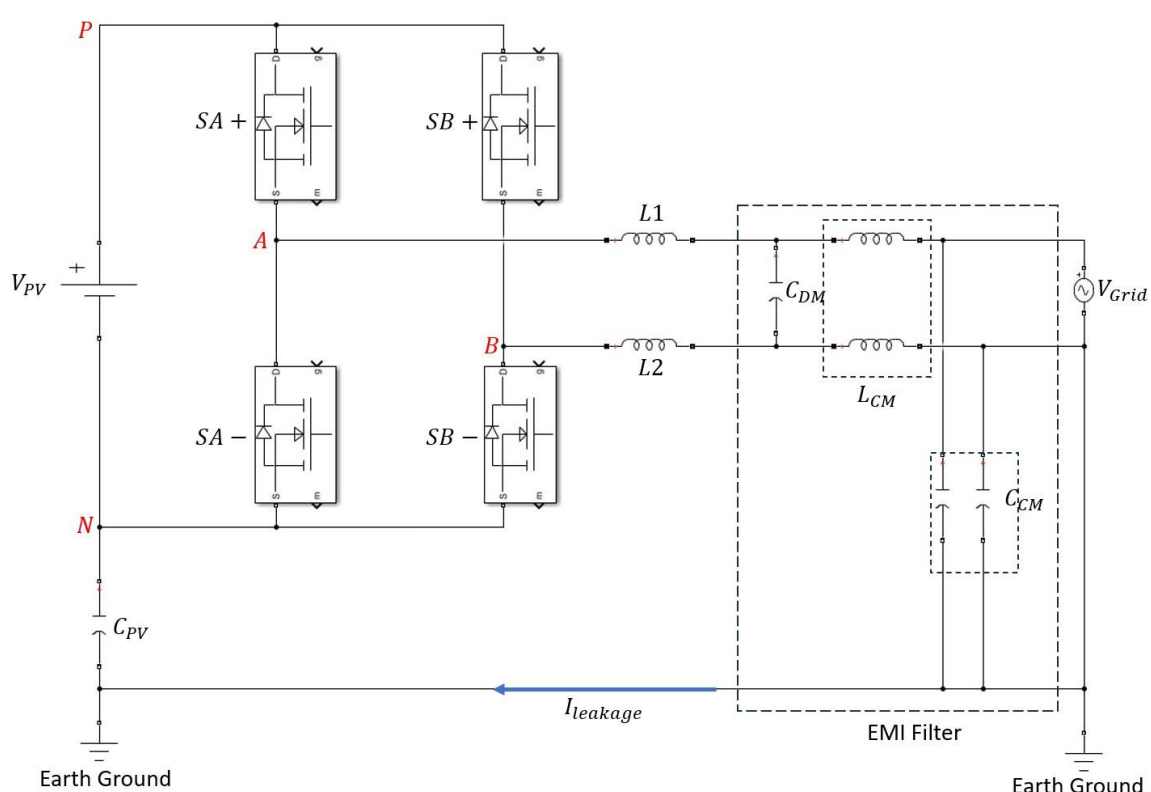 P
D
g
D
g
SA +
SB +
S
m
S
m
L1
A
+
V_PV
C_DM
V_Grid
B
L2
D
g
D
g
L_CM
SA −
SB −
S
m
S
m
C_CM
N
C_PV
I_leakage
EMI Filter
Earth Ground
Earth Ground